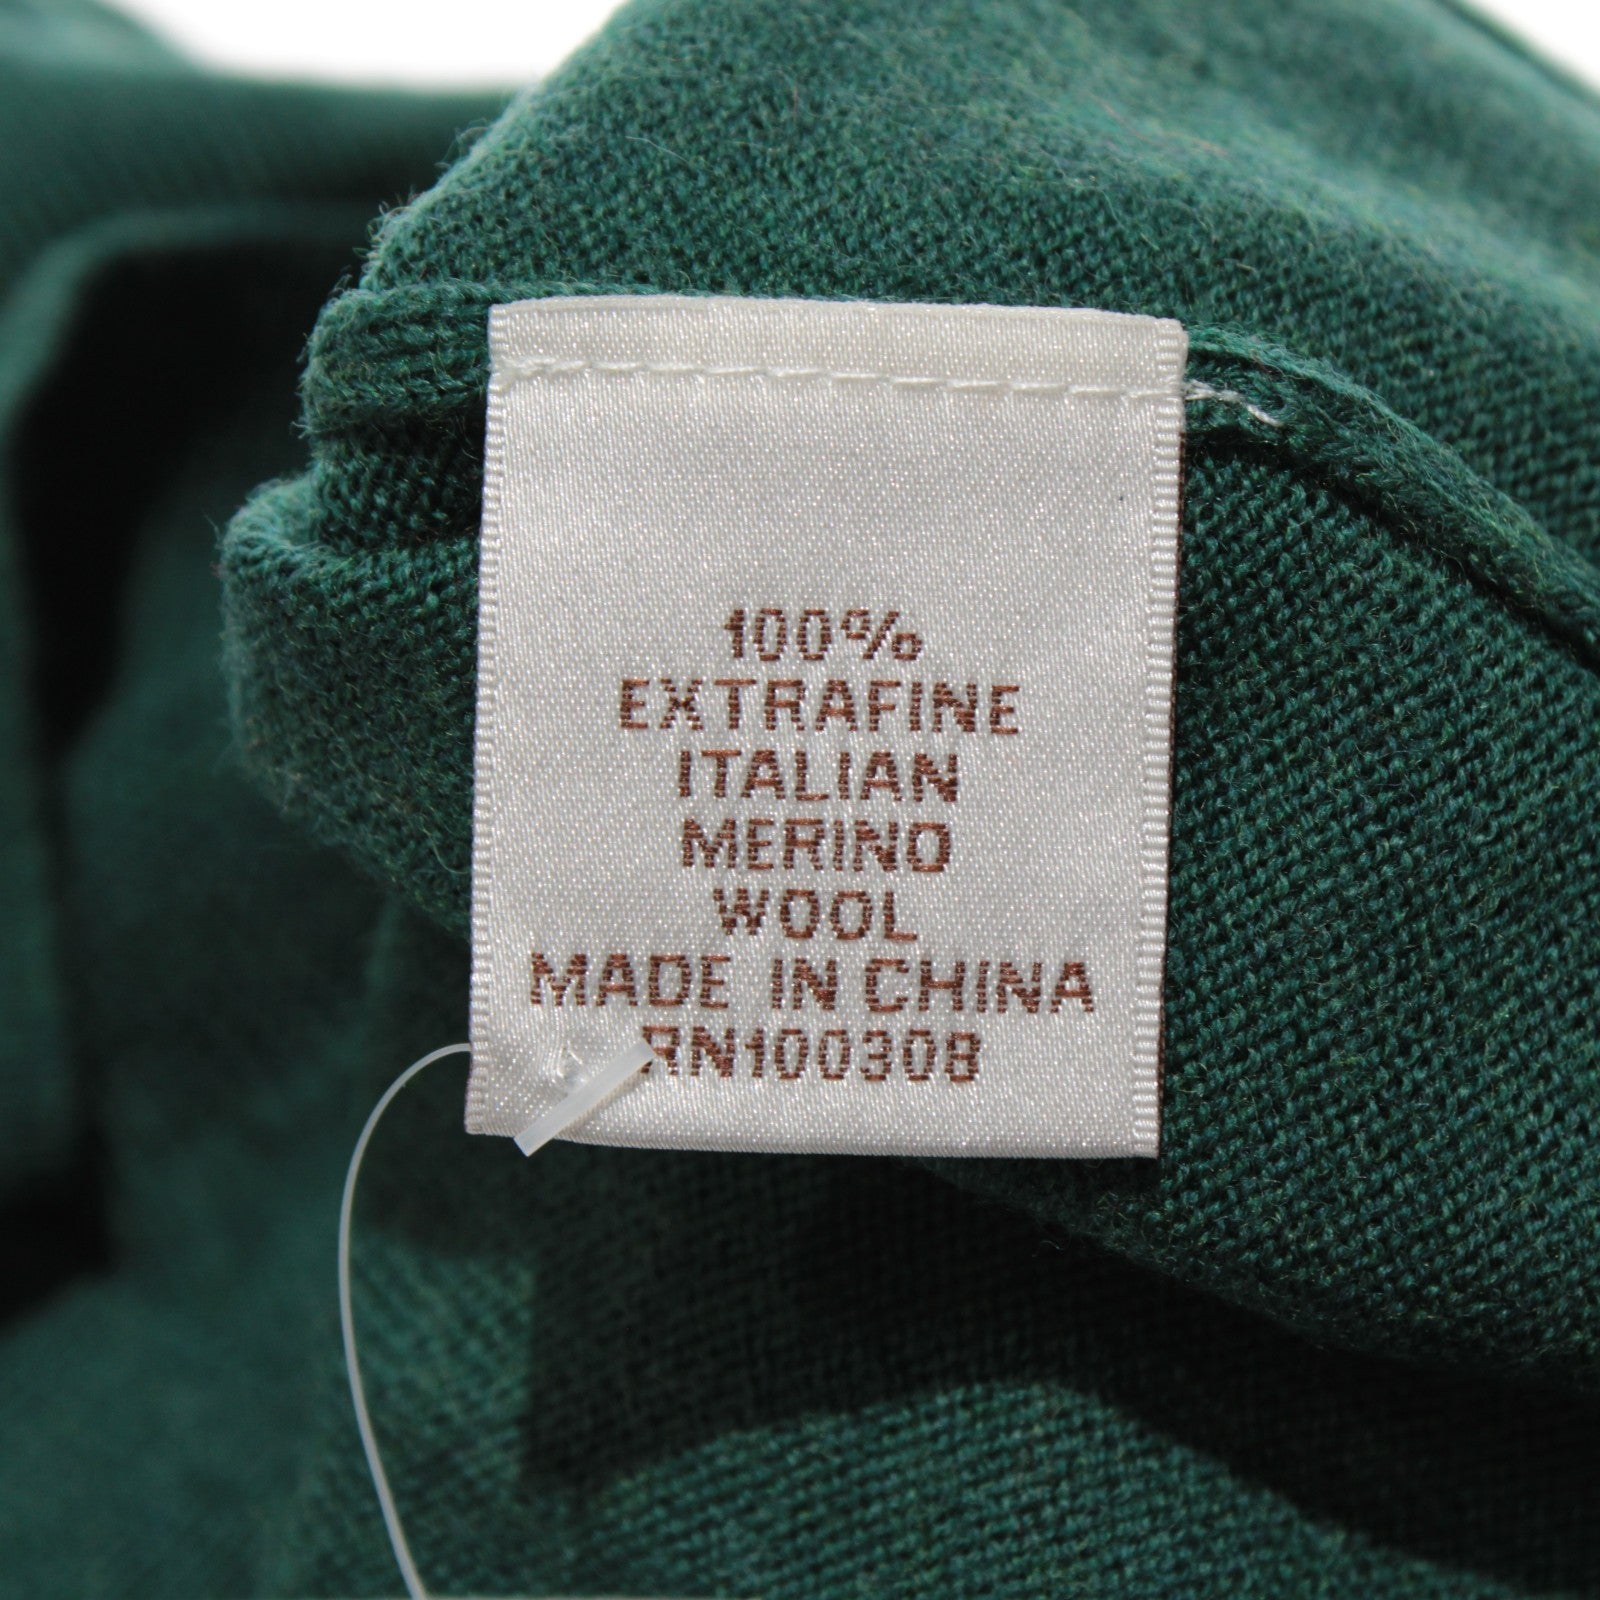 100%
EXTRAFINE
ITALIAN
MERINO
WOOL
MADE IN CHINA
RN100308